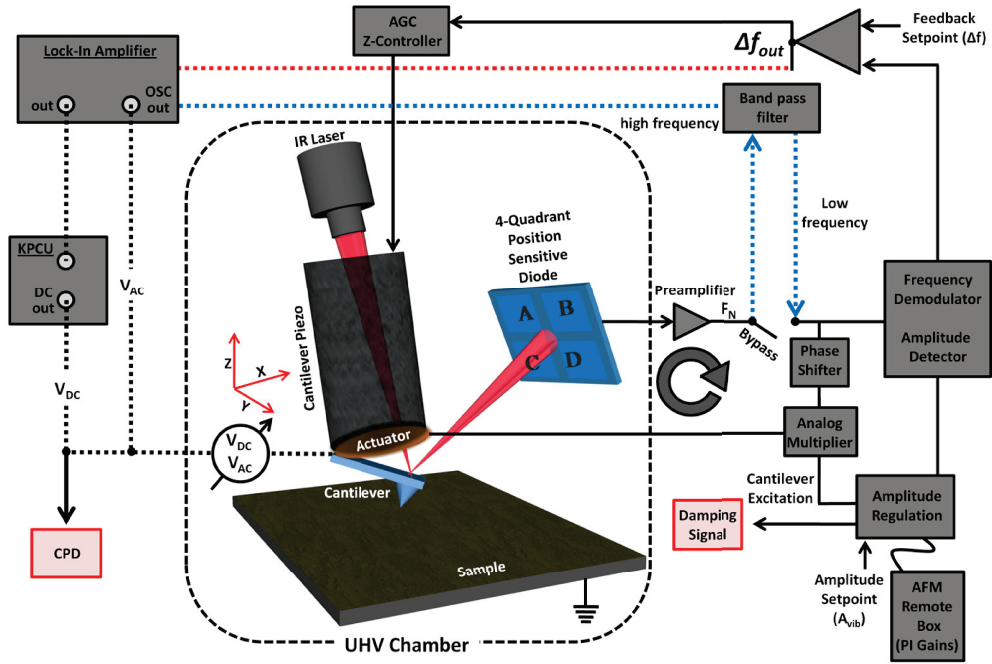 AGC
Z-Controller
Δf_out
Feedback
Setpoint (Δf)
Lock-In Amplifier
out
OSC
out
Band pass
filter
high frequency
Low
frequency
IR Laser
4-Quadrant
Position
Sensitive
Diode
A
B
C
D
KPCU
DC
out
V_AC
V_DC
Z
X
Y
Cantilever Piezo
Preamplifier
F_N
Bypass
Frequency
Demodulator
Amplitude
Detector
Phase
Shifter
Analog
Multiplier
Actuator
V_DC
V_AC
Cantilever
Cantilever
Excitation
Amplitude
Regulation
Damping
Signal
CPD
Sample
Amplitude
Setpoint
(A_vib)
AFM
Remote
Box
(PI Gains)
UHV Chamber